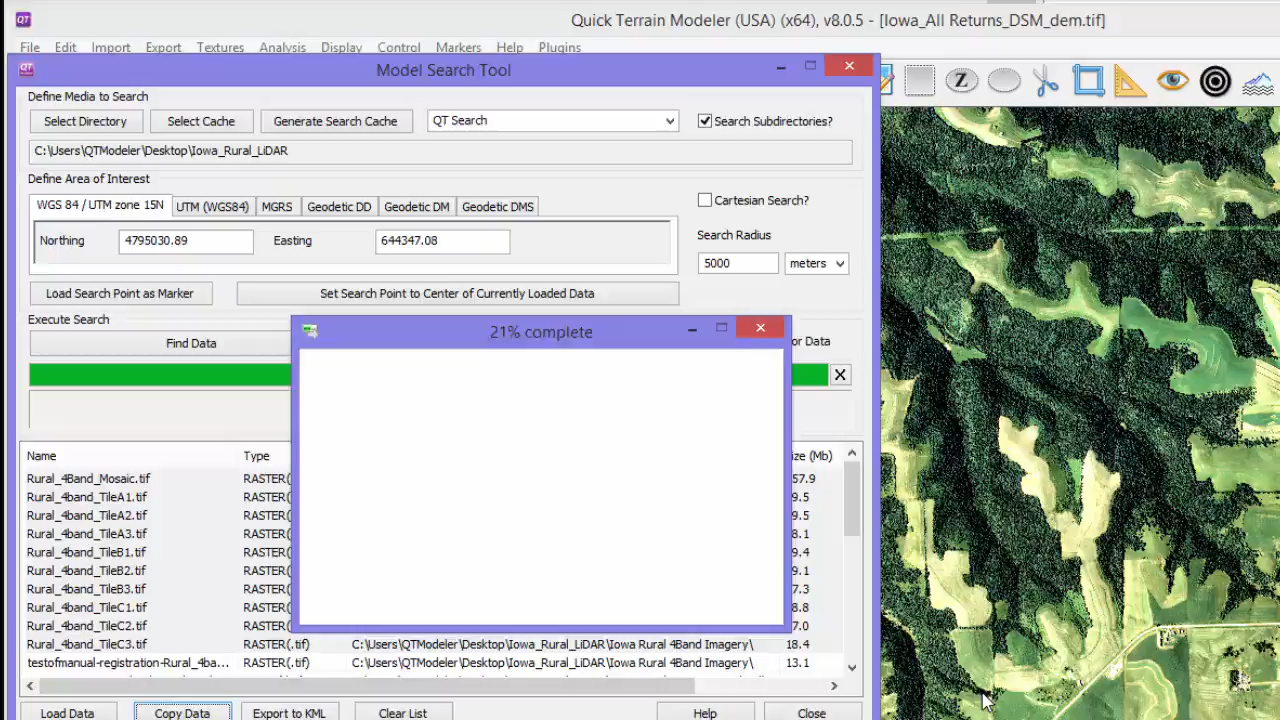 QT Quick Terrain Modeler (USA) (x64), v8.0.5 - [Iowa_All Returns_DSM_dem.tif]
File Edit Import Export Textures Analysis Display Control Markers Help Plugins
QT Model Search Tool
Define Media to Search
Select Directory Select Cache Generate Search Cache QT Search Search Subdirectories?
C:\Users\QTModeler\Desktop\Iowa_Rural_LiDAR
Define Area of Interest
WGS 84 / UTM zone 15N UTM (WGS84) MGRS Geodetic DD Geodetic DM Geodetic DMS Cartesian Search?
Northing 4795030.89 Easting 644347.08
Search Radius
5000 meters
Load Search Point as Marker Set Search Point to Center of Currently Loaded Data
Execute Search
21% complete
Find Data or Data
X
Name Type ize (Mb)
Rural_4Band_Mosaic.tif RASTER( 57.9
Rural_4band_TileA1.tif RASTER( 9.5
Rural_4band_TileA2.tif RASTER( 9.5
Rural_4band_TileA3.tif RASTER( 8.1
Rural_4band_TileB1.tif RASTER( 9.4
Rural_4band_TileB2.tif RASTER( 9.1
Rural_4band_TileB3.tif RASTER( 7.3
Rural_4band_TileC1.tif RASTER( 8.8
Rural_4band_TileC2.tif RASTER( 7.0
Rural_4band_TileC3.tif RASTER(.tif) C:\Users\QTModeler\Desktop\Iowa_Rural_LiDAR\Iowa Rural 4Band Imagery\ 18.4
testofmanual-registration-Rural_4ba... RASTER(.tif) C:\Users\QTModeler\Desktop\Iowa_Rural_LiDAR\Iowa Rural 4Band Imagery\ 13.1
Load Data Copy Data Export to KML Clear List Help Close
Z